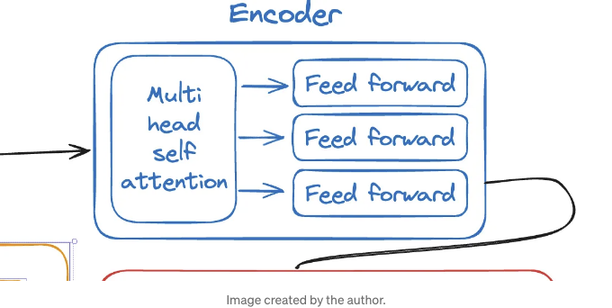 Encoder
Multi
head
self
attention
Feed forward
Feed forward
Feed forward
Image created by the author.